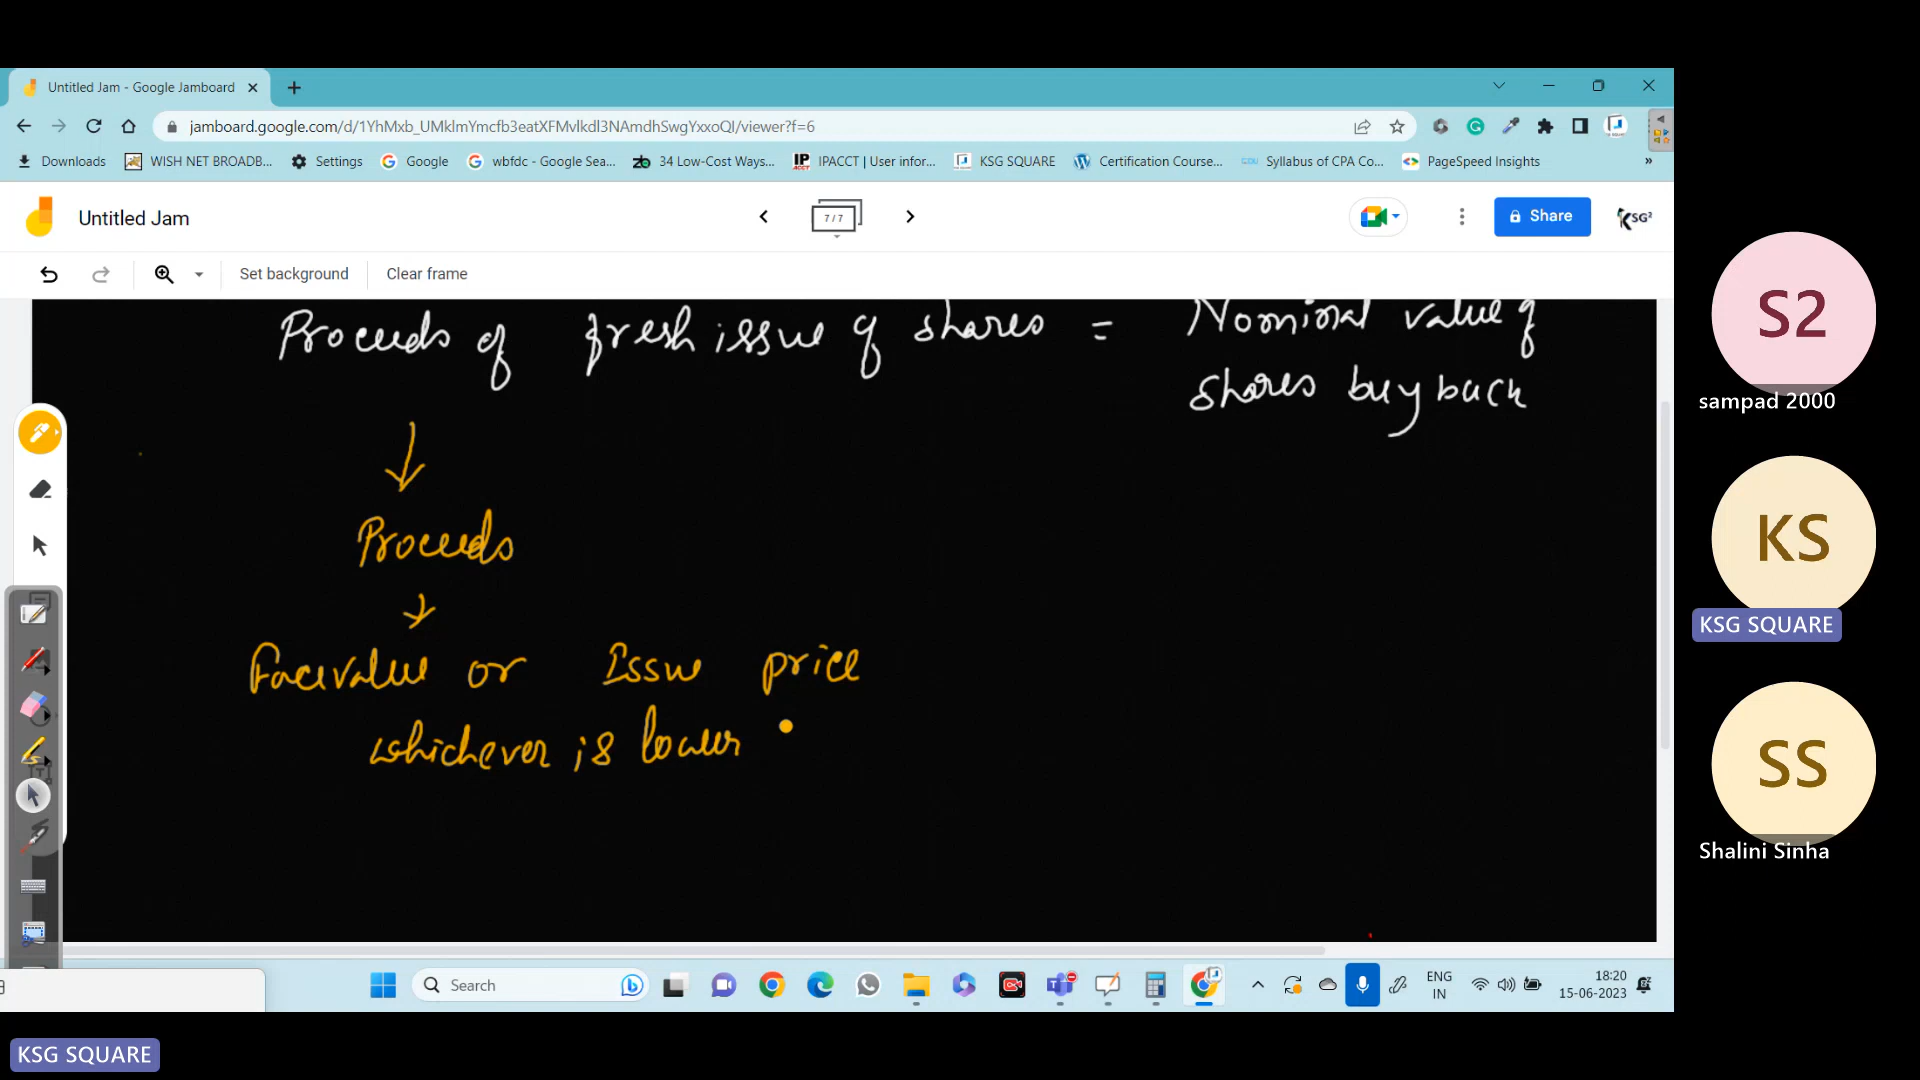 Untitled Jam - Google Jamboard
jamboard.google.com/d/1YhMxb_UMklmYmcfb3eatXFMvlkdl3NAmdhSwgYxxoQI/viewer?f=6
Downloads WISH NET BROADB... Settings Google wbfdc - Google Sea... 34 Low-Cost Ways... IPACCT | User infor... KSG SQUARE Certification Course... Syllabus of CPA Co... PageSpeed Insights »
Untitled Jam 7 / 7 Share KSG²
Set background Clear frame
Proceeds of fresh issue of shares = Nominal value of
shares buy back
Proceeds
Facevalue or Issue price
whichever is lower
S2
sampad 2000
KS
KSG SQUARE
SS
Shalini Sinha
Search
ENG
IN
18:20
15-06-2023
KSG SQUARE